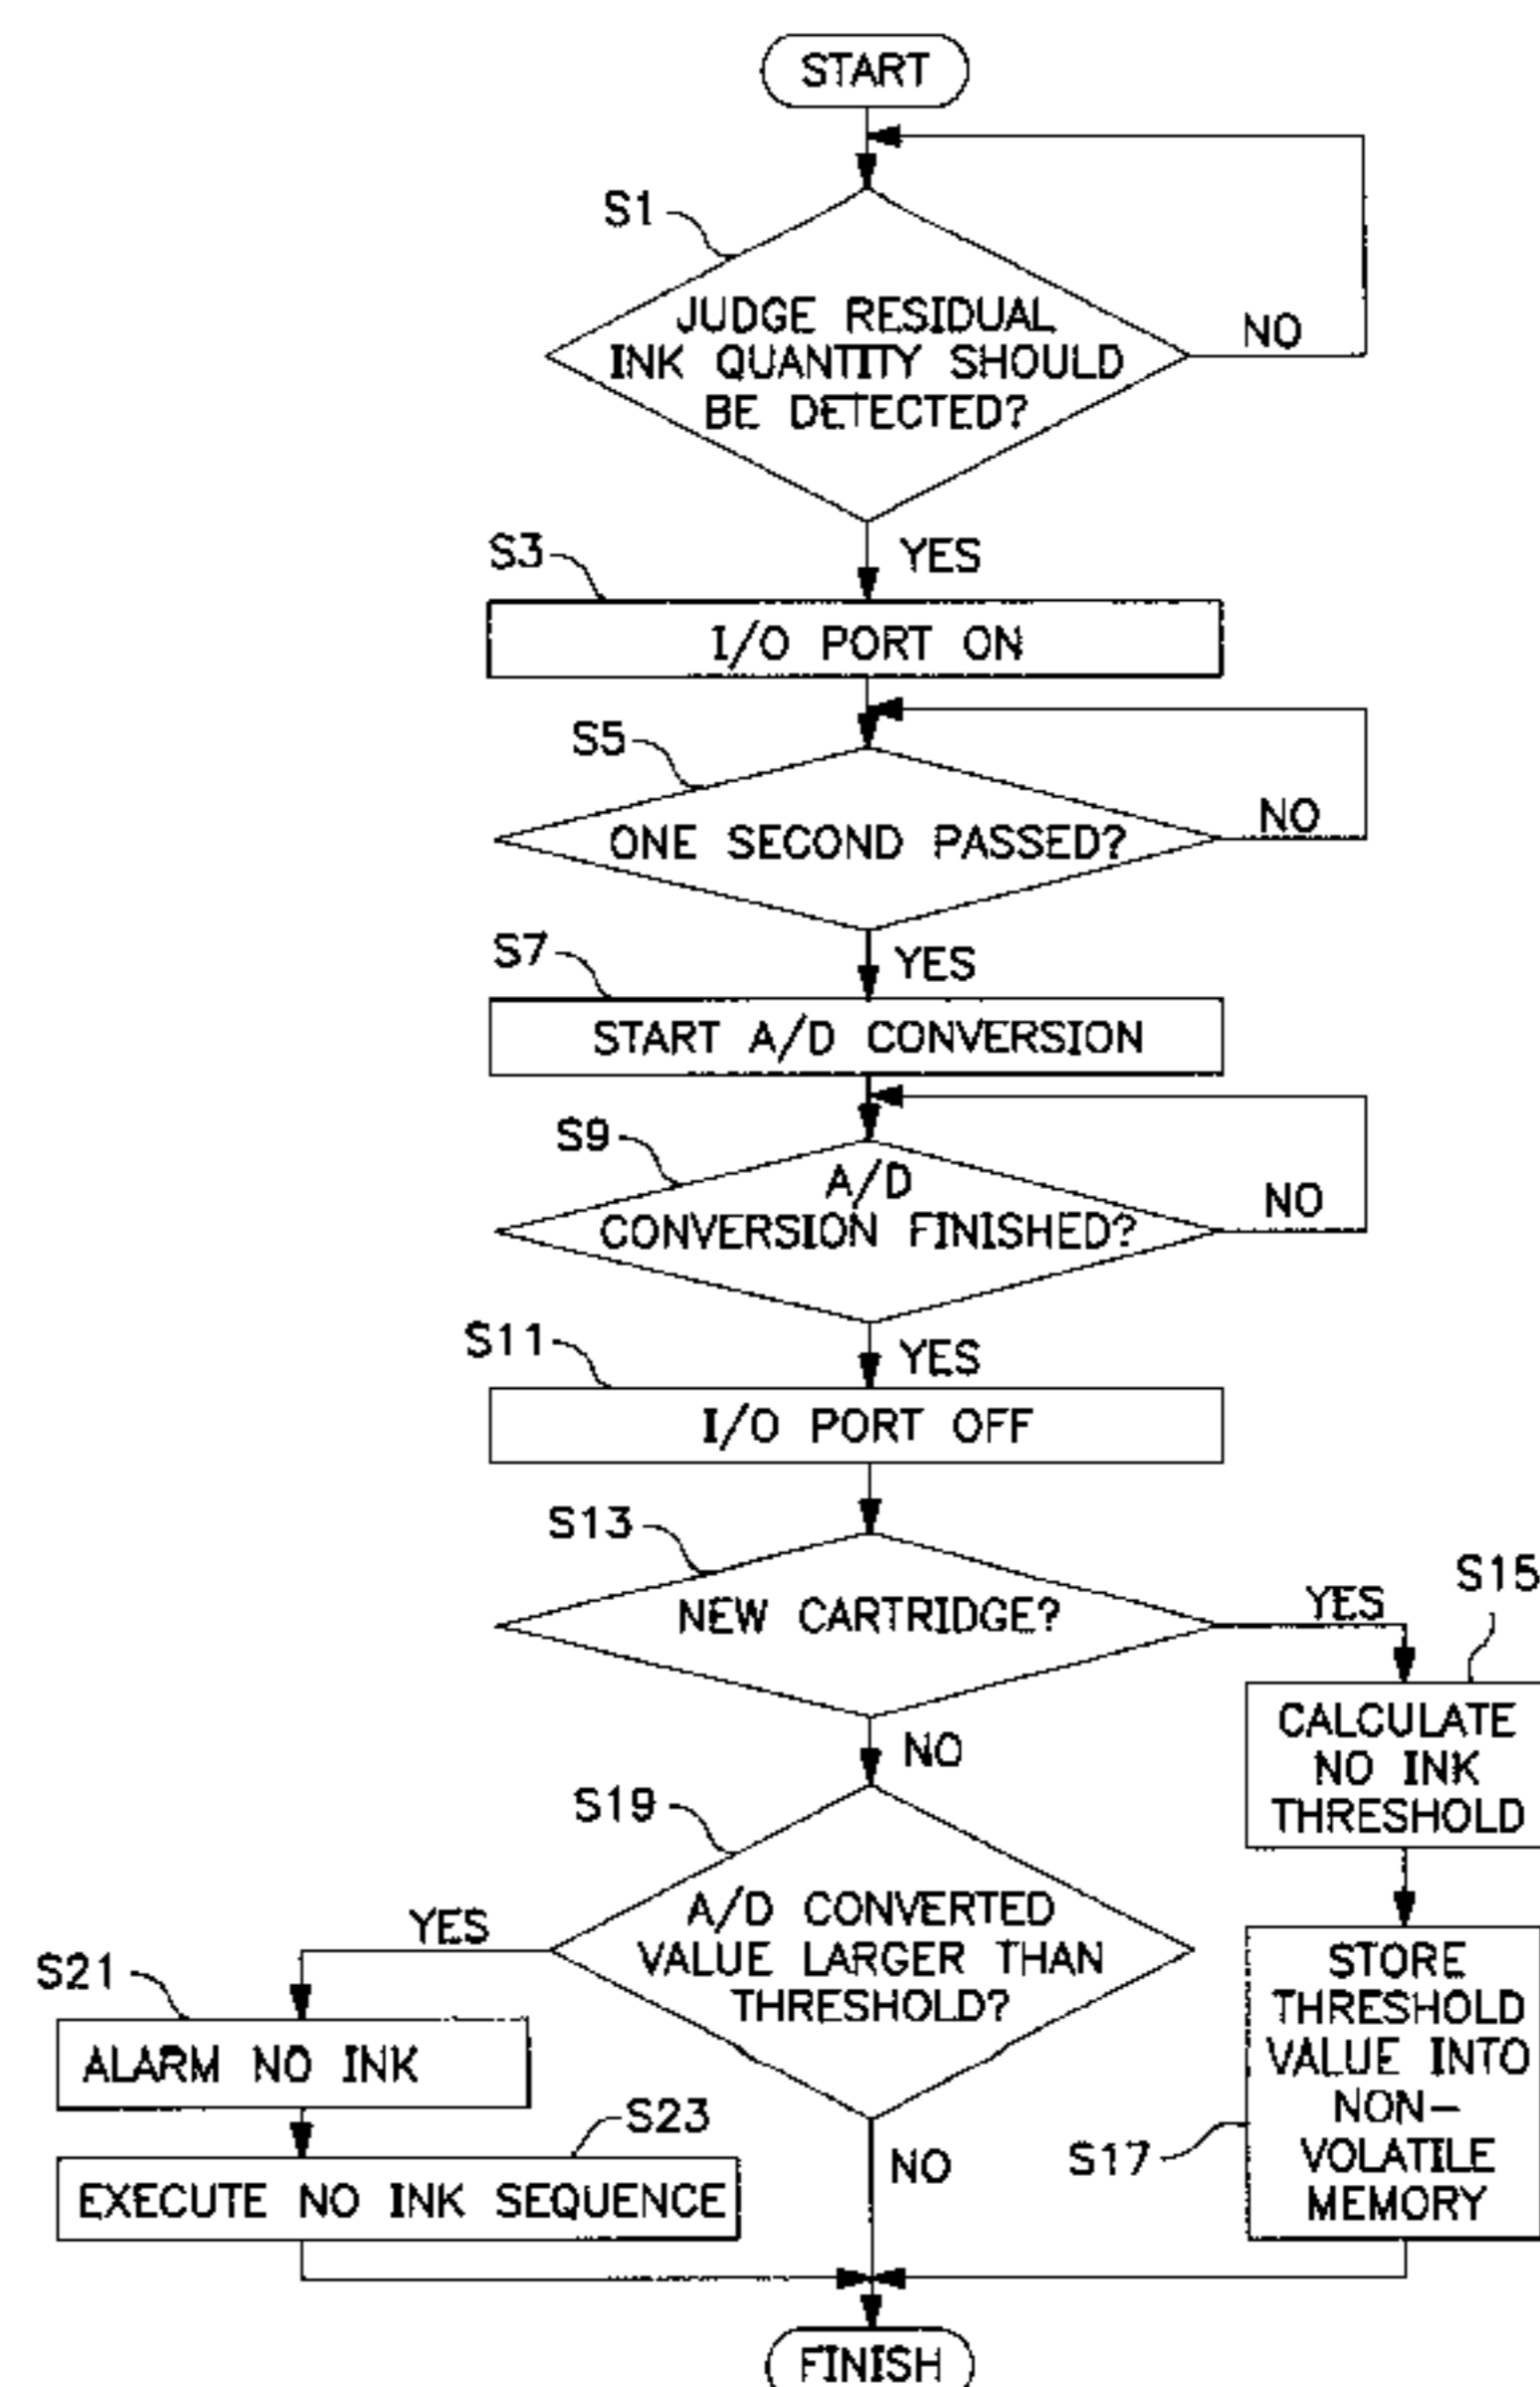 START
S1
JUDGE RESIDUAL
INK QUANTITY SHOULD
BE DETECTED?
NO
YES
S3
I/O PORT ON
S5
ONE SECOND PASSED?
NO
YES
S7
START A/D CONVERSION
S9
A/D
CONVERSION FINISHED?
NO
YES
S11
I/O PORT OFF
S13
NEW CARTRIDGE?
YES
S15
CALCULATE
NO INK
THRESHOLD
NO
S19
A/D CONVERTED
VALUE LARGER THAN
THRESHOLD?
YES
S21
ALARM NO INK
S23
EXECUTE NO INK SEQUENCE
NO
S17
STORE
THRESHOLD
VALUE INTO
NON-
VOLATILE
MEMORY
FINISH